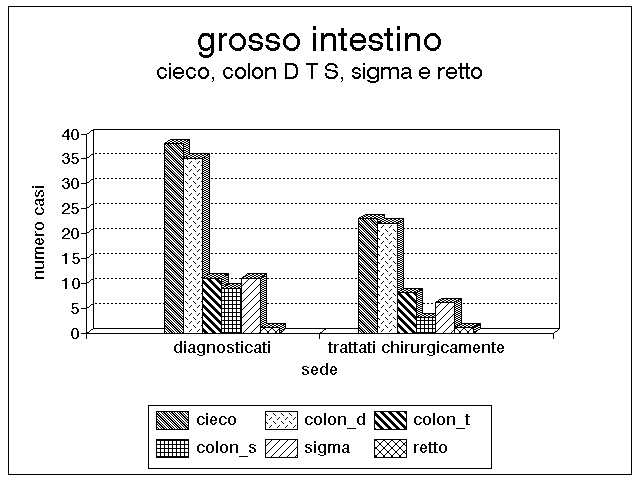 grosso intestino
cieco, colon D T S, sigma e retto
numero casi
40
35
30
25
20
15
10
5
0
diagnosticati trattati chirurgicamente
sede
cieco colon_d colon_t
colon_s sigma retto